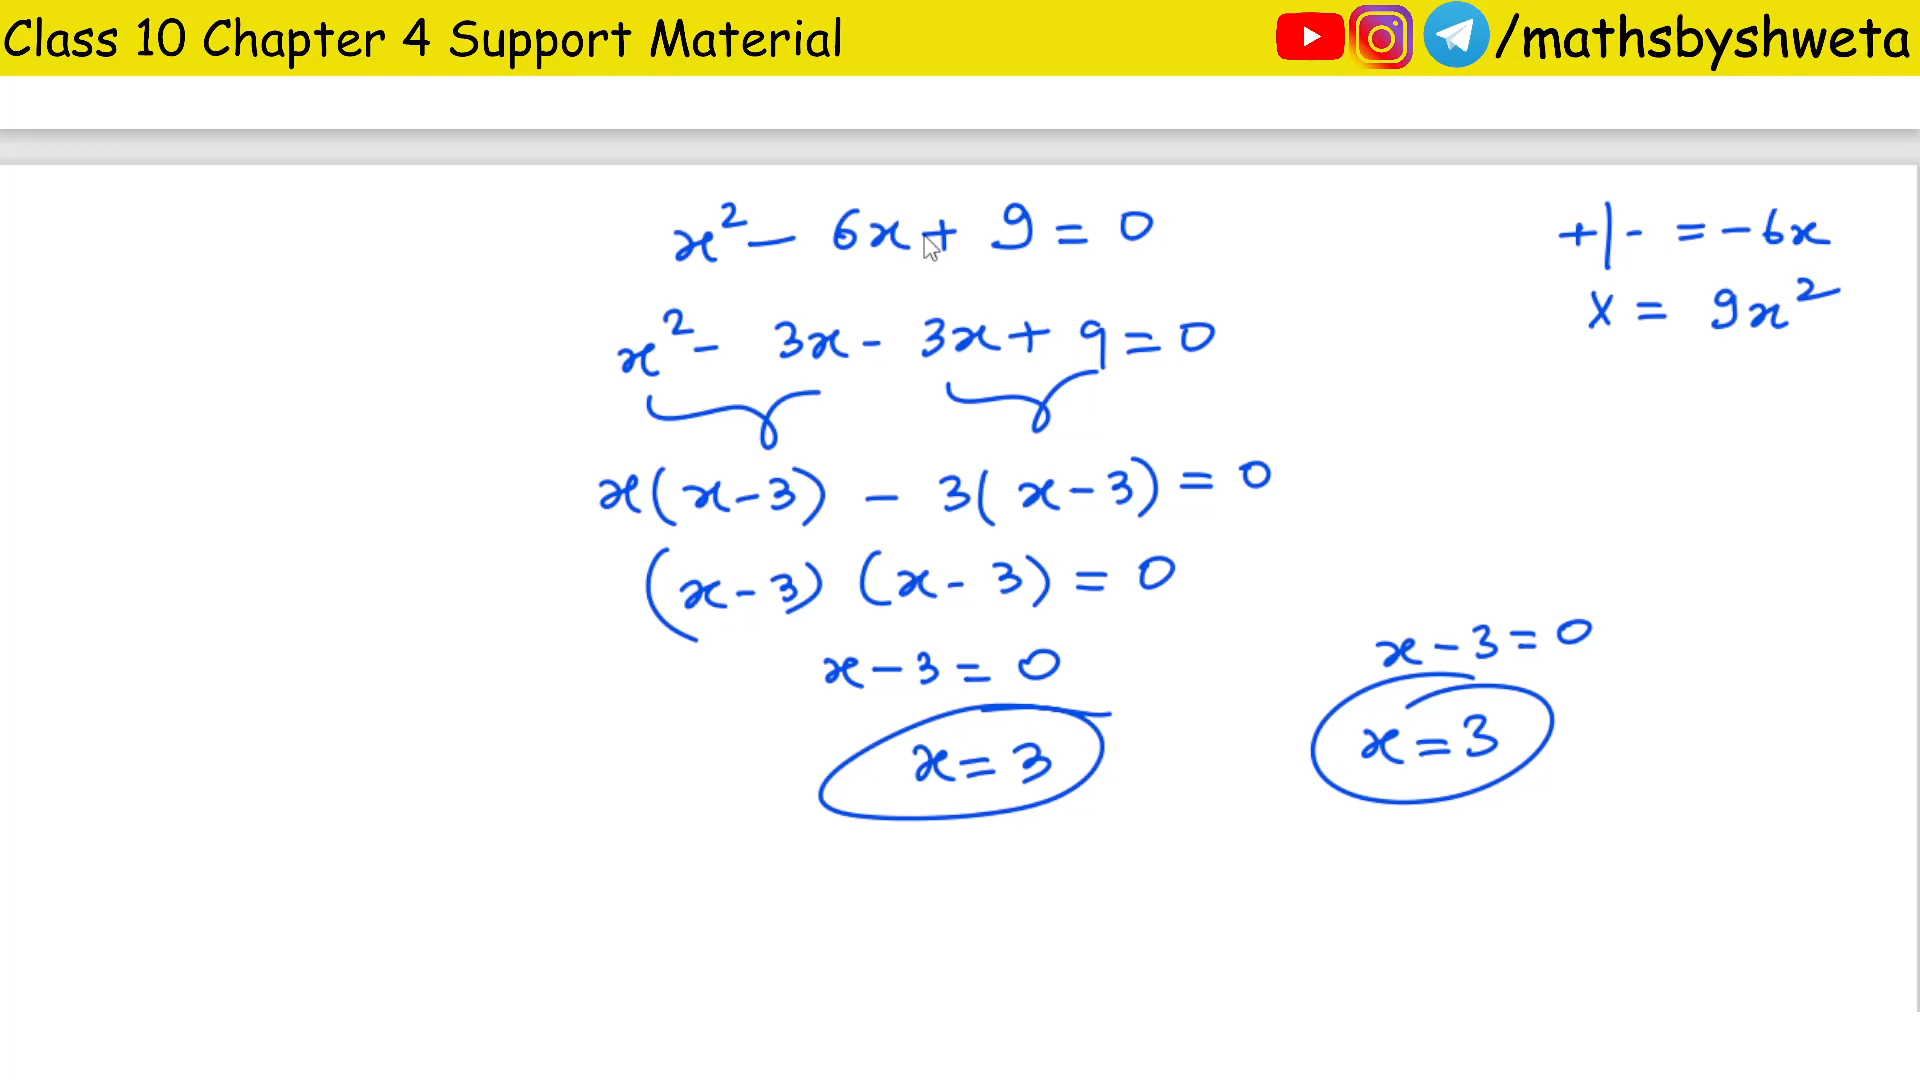 Class 10 Chapter 4 Support Material
/mathsbyshweta
x² - 6x + 9 = 0
+/- = -6x
x² - 3x - 3x + 9 = 0
x = 9x²
x(x-3) - 3(x-3) = 0
(x-3) (x-3) = 0
x-3 = 0
x-3 = 0
x = 3
x = 3